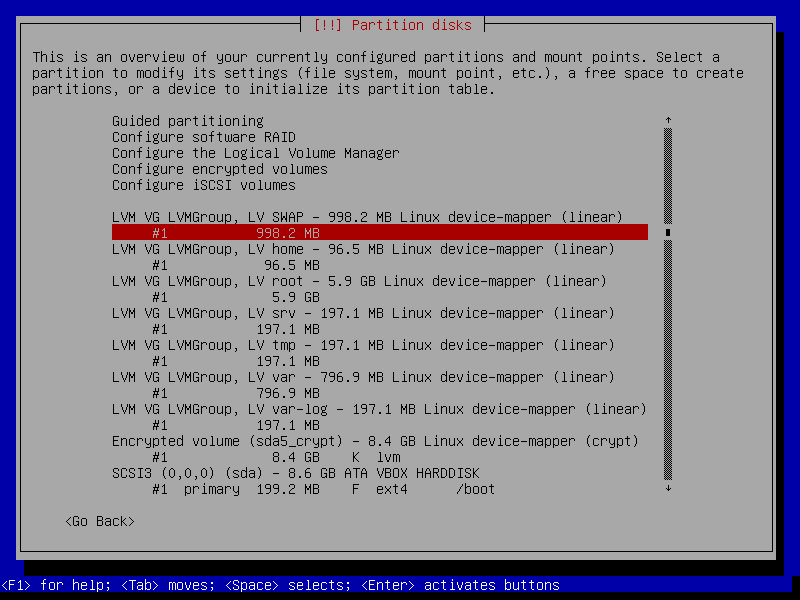 [!!] Partition disks
This is an overview of your currently configured partitions and mount points. Select a
partition to modify its settings (file system, mount point, etc.), a free space to create
partitions, or a device to initialize its partition table.
Guided partitioning
Configure software RAID
Configure the Logical Volume Manager
Configure encrypted volumes
Configure iSCSI volumes
LVM VG LVMGroup, LV SWAP - 998.2 MB Linux device-mapper (linear)
#1 998.2 MB
LVM VG LVMGroup, LV home - 96.5 MB Linux device-mapper (linear)
#1 96.5 MB
LVM VG LVMGroup, LV root - 5.9 GB Linux device-mapper (linear)
#1 5.9 GB
LVM VG LVMGroup, LV srv - 197.1 MB Linux device-mapper (linear)
#1 197.1 MB
LVM VG LVMGroup, LV tmp - 197.1 MB Linux device-mapper (linear)
#1 197.1 MB
LVM VG LVMGroup, LV var - 796.9 MB Linux device-mapper (linear)
#1 796.9 MB
LVM VG LVMGroup, LV var-log - 197.1 MB Linux device-mapper (linear)
#1 197.1 MB
Encrypted volume (sda5_crypt) - 8.4 GB Linux device-mapper (crypt)
#1 8.4 GB K lvm
SCSI3 (0,0,0) (sda) - 8.6 GB ATA VBOX HARDDISK
#1 primary 199.2 MB F ext4 /boot
<Go Back>
<F1> for help; <Tab> moves; <Space> selects; <Enter> activates buttons